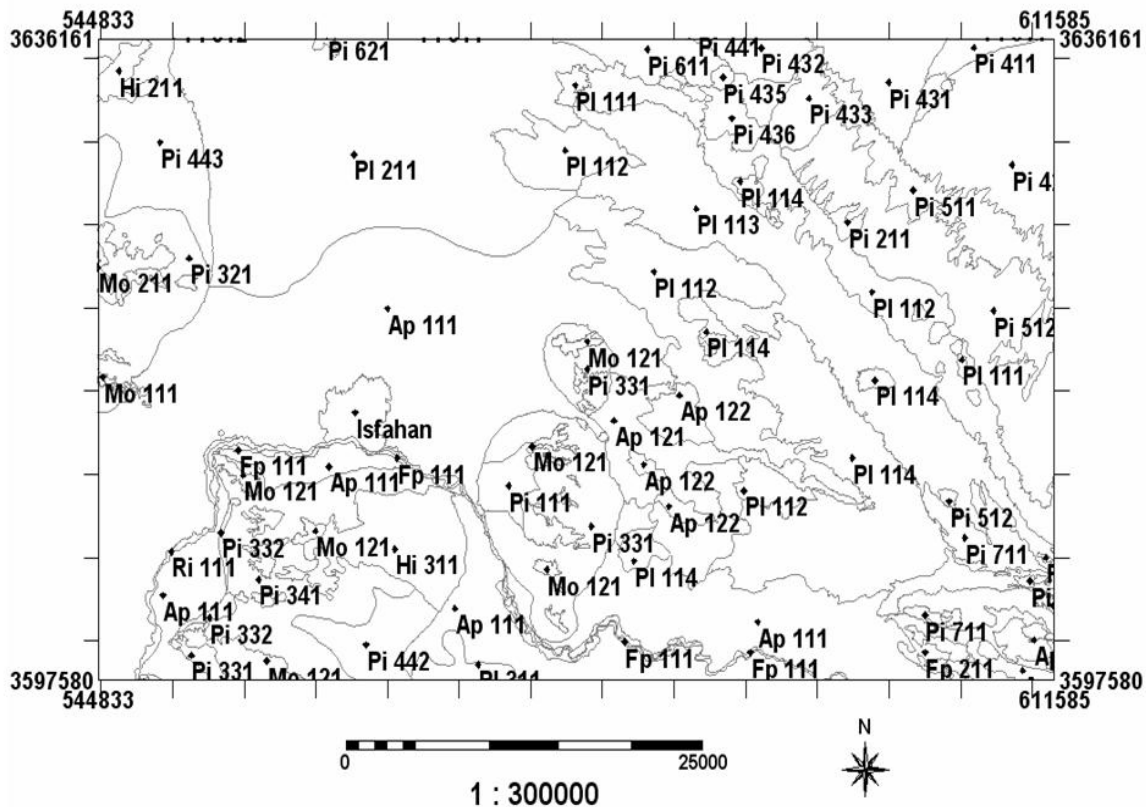 544833 611585
3636161 3636161
Pi 621 Pi 441 Pi 432 Pi 411
Pi 611
Hi 211 Pl 111 Pi 435 Pi 433 Pi 431
Pi 436
Pi 443 Pl 211 Pl 112
Pl 114 Pi 511
Pl 113 Pi 211
Mo 211 Pi 321 Pl 112
Pl 112 Pi 512
Ap 111
Mo 121 Pl 114
Pi 331 Pl 111
Mo 111 Ap 122 Pl 114
Isfahan Ap 121
Fp 111 Ap 111 Fp 111 Mo 121 Ap 122 Pl 114
Mo 121
Pi 111 Ap 122 Pl 112 Pi 512
Pi 332 Mo 121 Pi 331 Pi 711
Ri 111 Hi 311 Pl 114
Pi 341 Mo 121
Ap 111 Ap 111 Pi 711
Pi 332 Ap 111
Pi 331 Mo 121 Pi 442 Fp 111 Fp 111 Fp 211
3597580 3597580
544833 611585
N
0 25000
1 : 300000